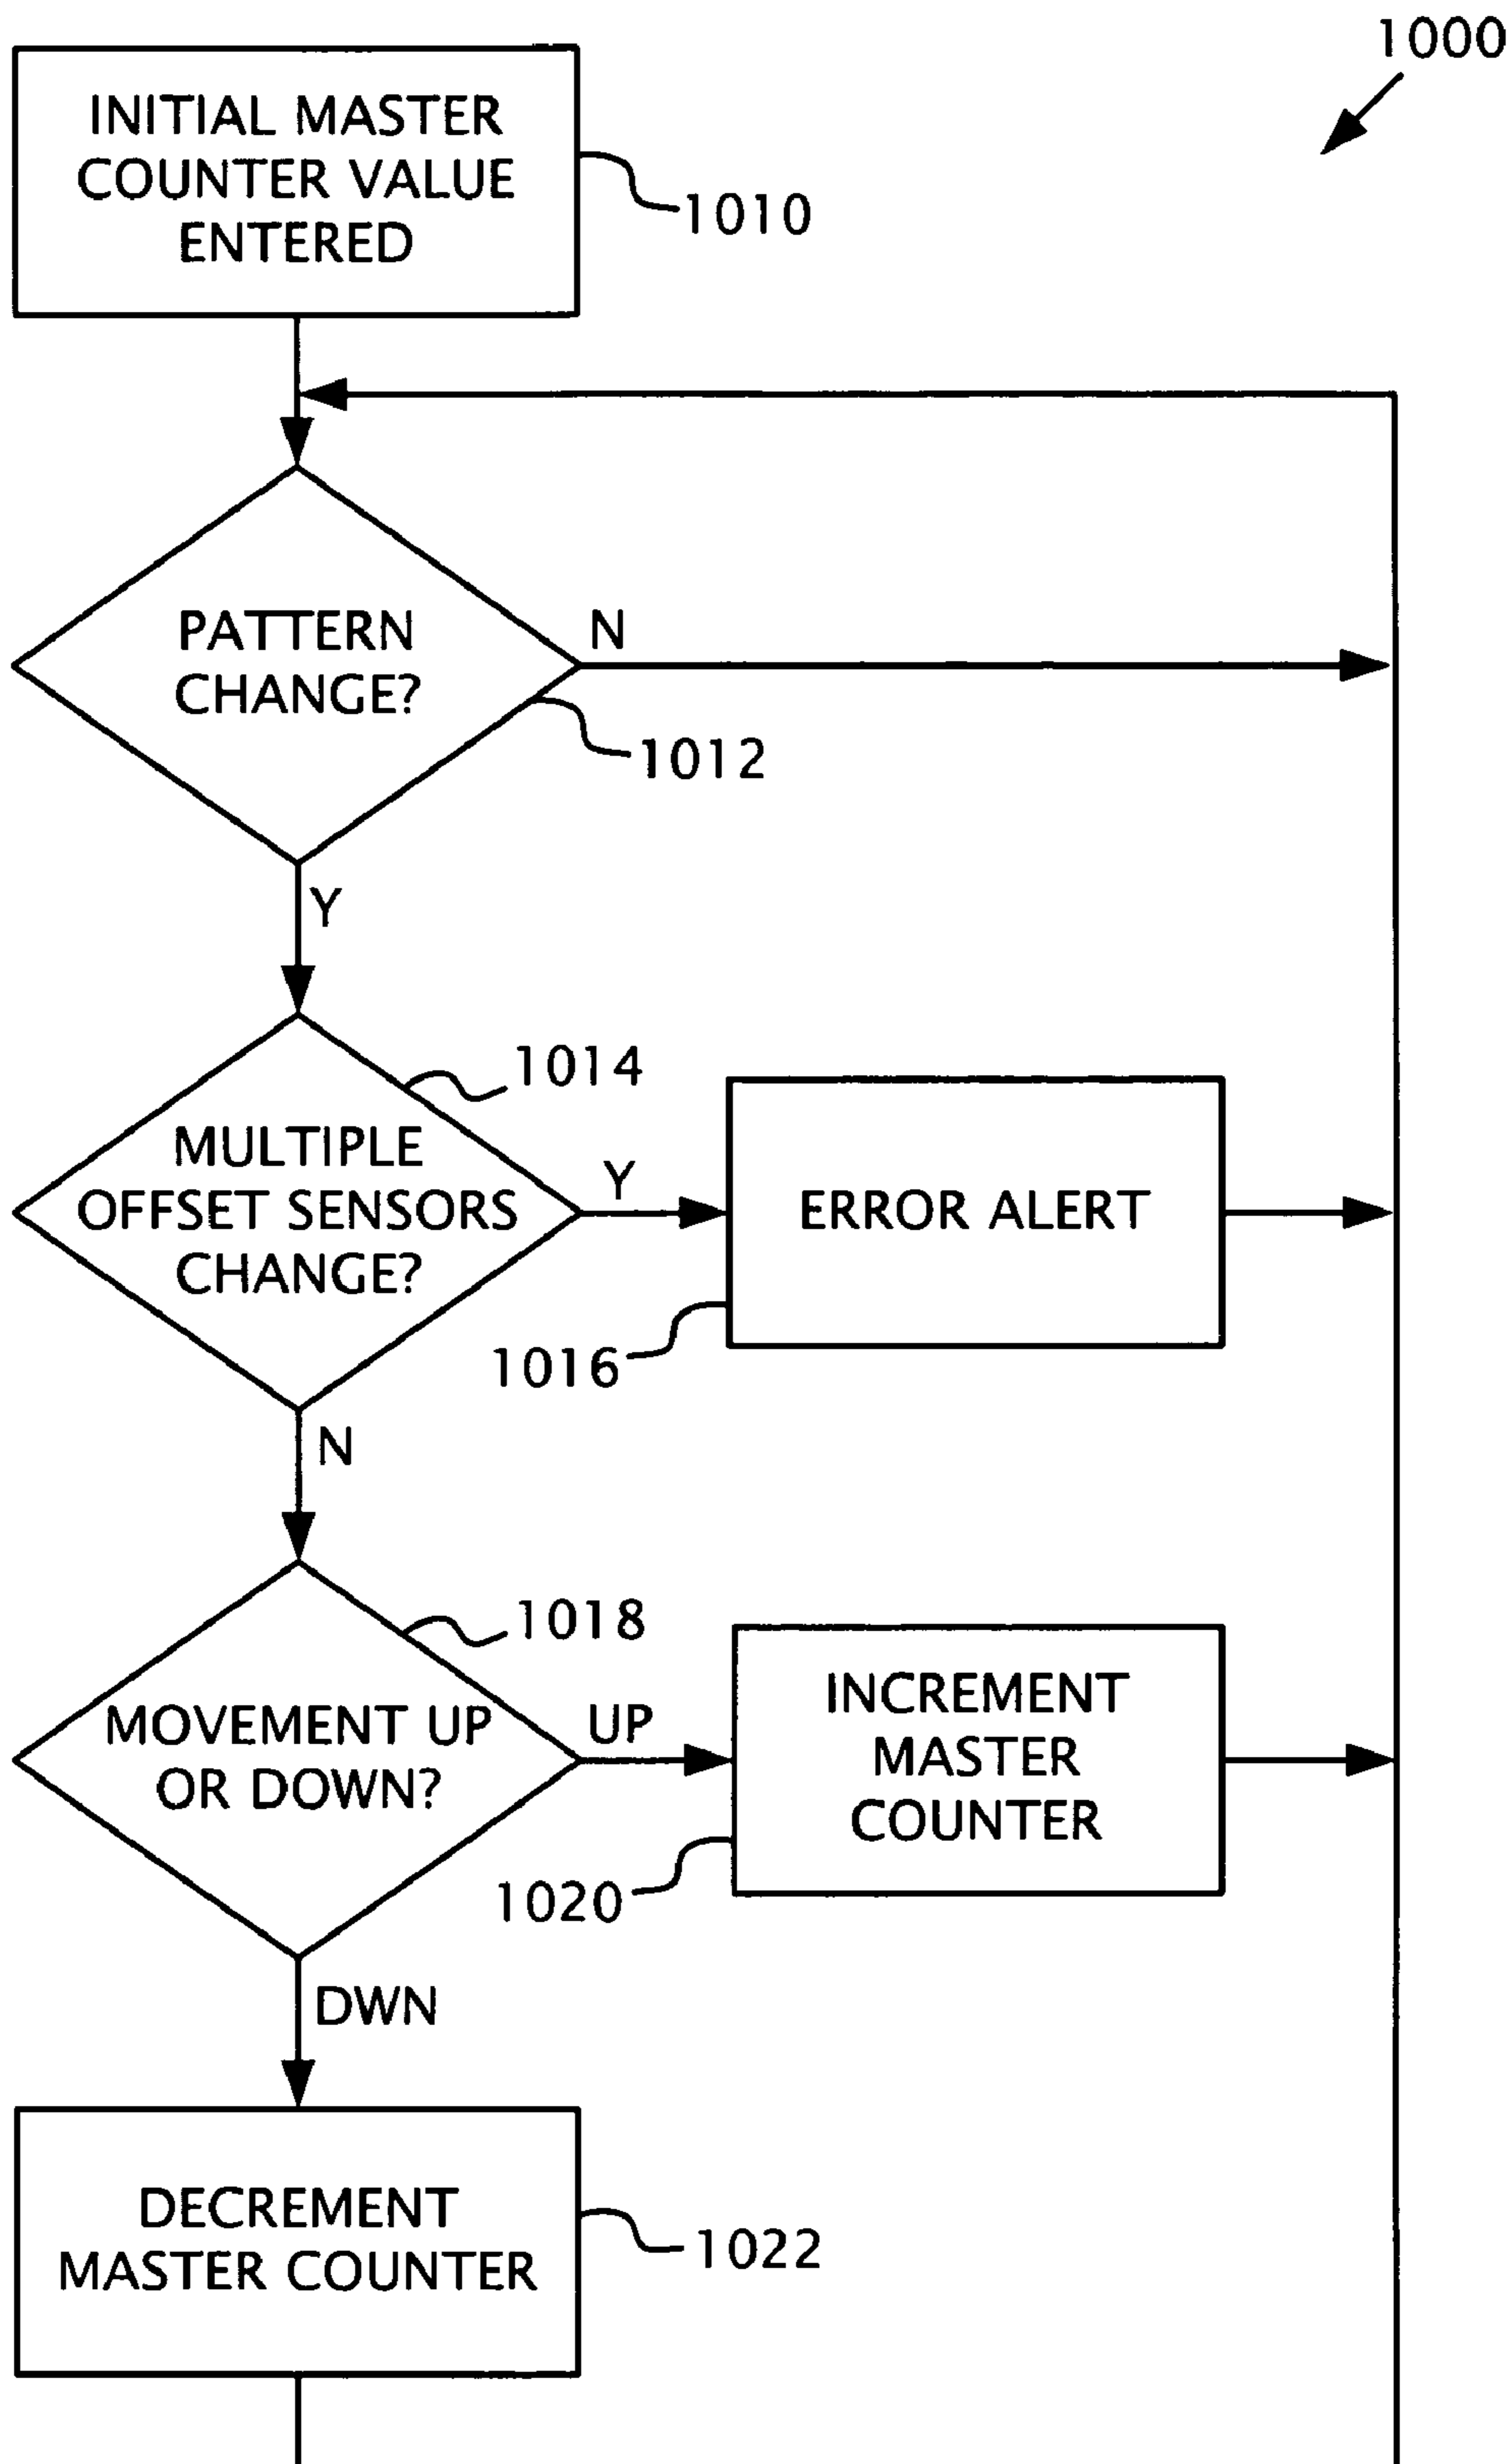 1000
INITIAL MASTER
COUNTER VALUE
ENTERED
1010
PATTERN
CHANGE?
N
1012
Y
1014
MULTIPLE
OFFSET SENSORS
CHANGE?
Y
ERROR ALERT
1016
N
1018
MOVEMENT UP
OR DOWN?
UP
INCREMENT
MASTER
COUNTER
1020
DWN
DECREMENT
MASTER COUNTER
1022